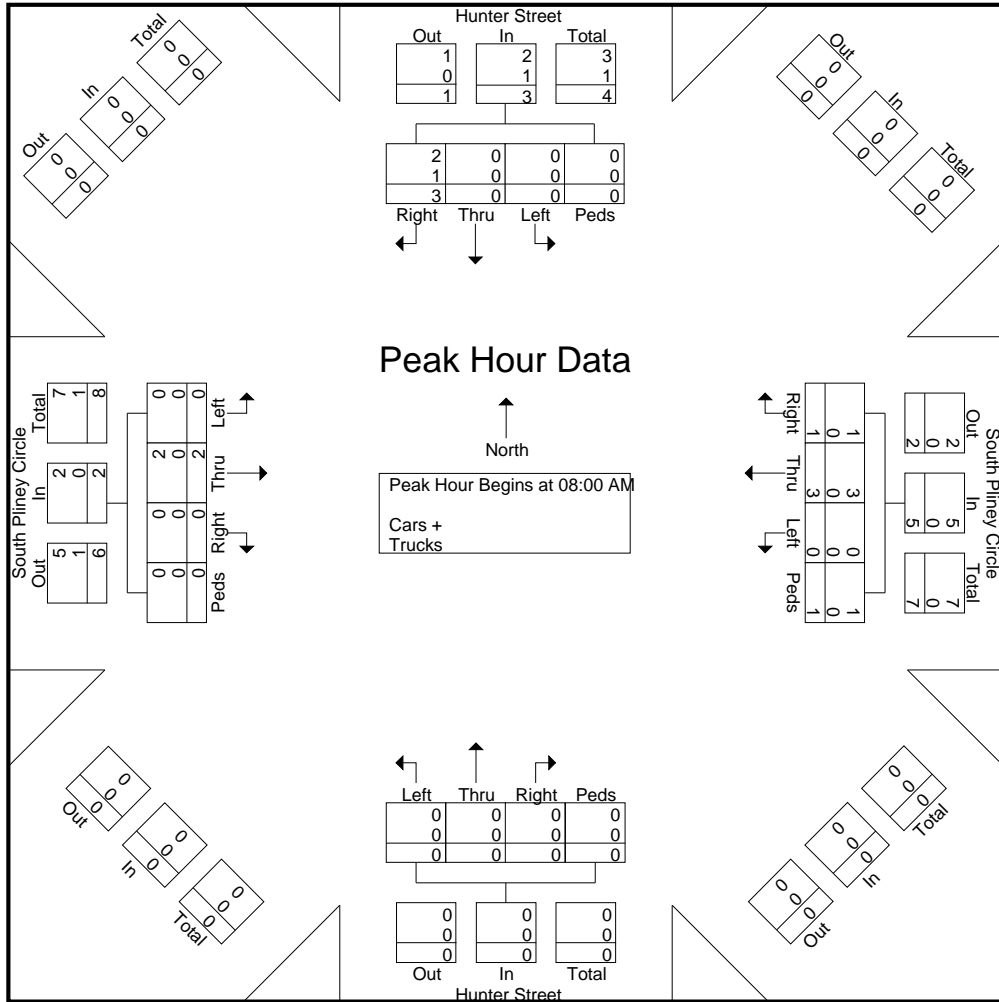 Hunter Street
Out In Total
1 2 3
0 1 1
1 3 4
2 0 0 0
1 0 0 0
3 0 0 0
Right Thru Left Peds
Total
0 0 0
In
0 0 0
Out
0 0 0
Out
0 0 0
In
0 0 0
Total
0 0 0
Peak Hour Data
North
Peak Hour Begins at 08:00 AM
Cars +
Trucks
South Pliney Circle
Out In Total
6 2 8
1 0 1
5 2 7
Left Thru Right Peds
0 2 0 0
0 0 0 0
0 2 0 0
South Pliney Circle
Out In Total
2 5 7
0 0 0
2 5 7
Right Thru Left Peds
1 3 0 1
0 0 0 0
1 3 0 1
Left Thru Right Peds
0 0 0 0
0 0 0 0
0 0 0 0
0 0 0
0 0 0
0 0 0
Out In Total
Hunter Street
0 0 0
Out
0 0 0
In
0 0 0
Total
0 0 0
Total
0 0 0
In
0 0 0
Out